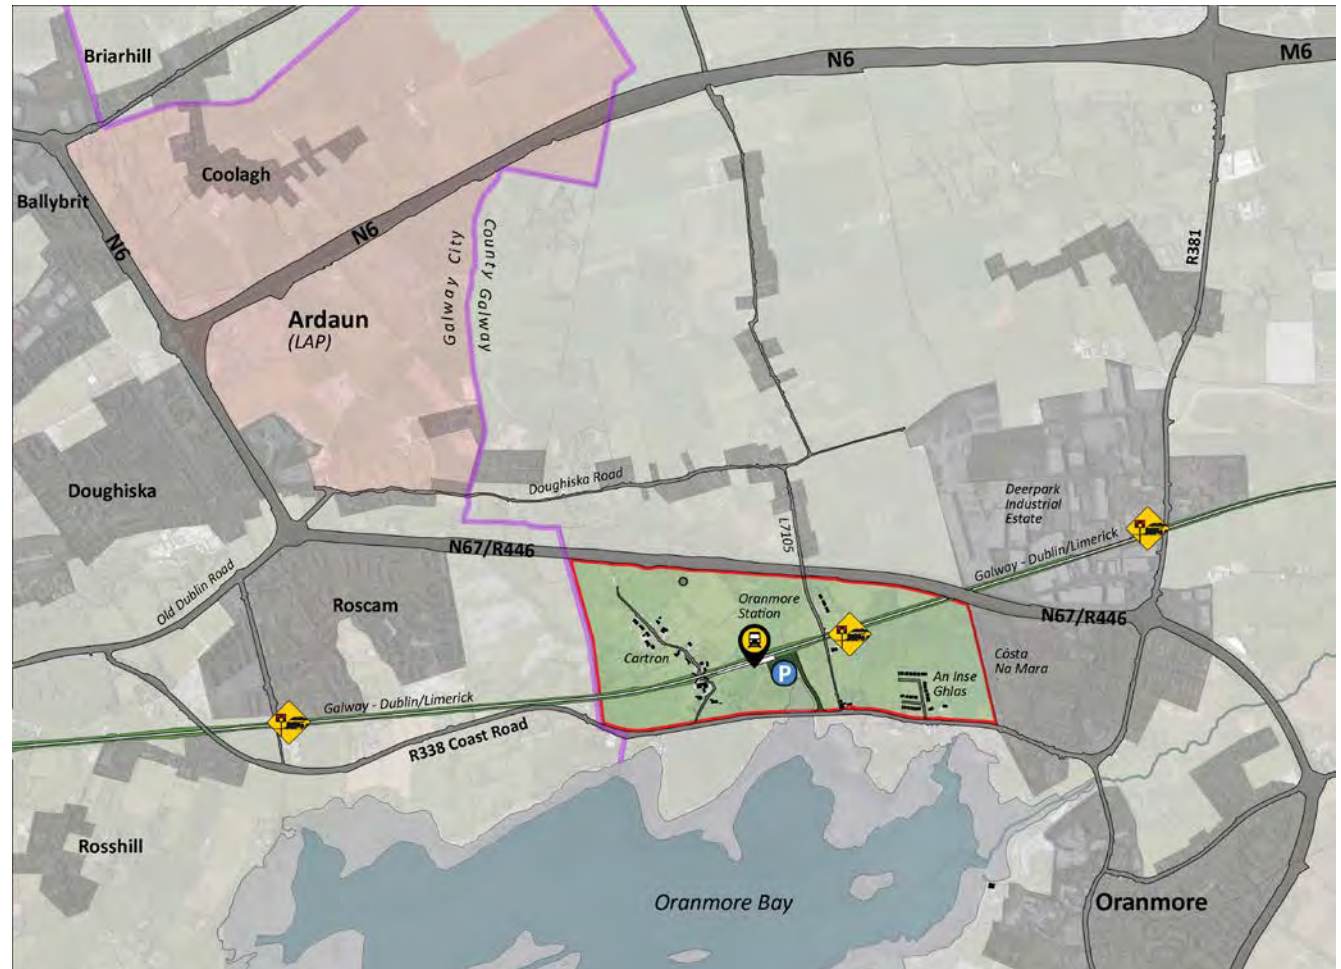 Briarhill
N6
M6
Coolagh
Ballybrit
N6
N6
Galway City
County Galway
R381
Ardaun
(LAP)
Doughiska
Doughiska Road
Deerpark
Industrial
Estate
L7105
N67/R446
Galway - Dublin/Limerick
Old Dublin Road
Roscam
Oranmore
Station
N67/R446
Cartron
P
Cósta
Na Mara
An Inse
Ghlas
Galway - Dublin/Limerick
R338 Coast Road
Rosshill
Oranmore Bay
Oranmore